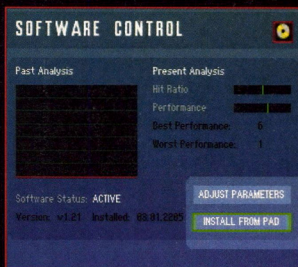 SOFTWARE CONTROL
Past Analysis
Present Analysis
Hit Ratio
Performance
Best Performance: 6
Worst Performance: 1
Software Status: ACTIVE
ADJUST PARAMETERS
Version: v1.21 Installed: 08.01.2205
INSTALL FROM PAD